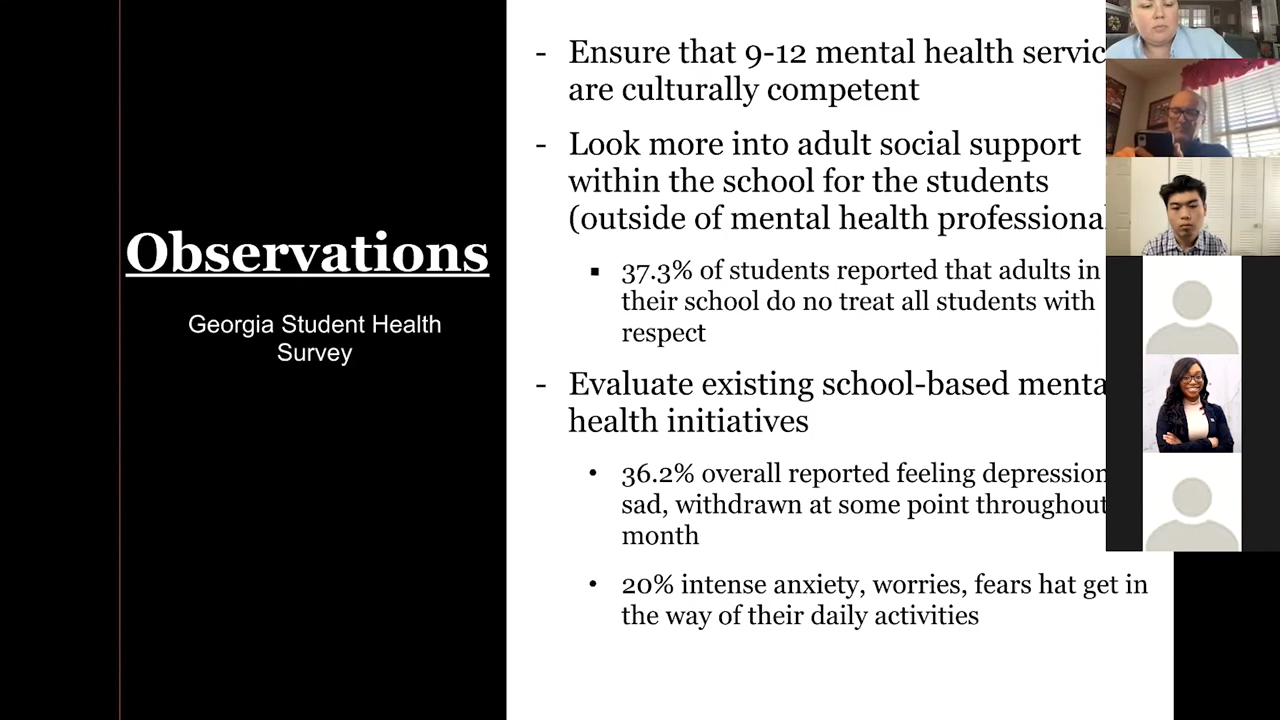 Observations
Georgia Student Health
Survey
- Ensure that 9-12 mental health servic
are culturally competent
- Look more into adult social support
within the school for the students
(outside of mental health professional
▪ 37.3% of students reported that adults in
their school do no treat all students with
respect
- Evaluate existing school-based menta
health initiatives
• 36.2% overall reported feeling depression
sad, withdrawn at some point throughout
month
• 20% intense anxiety, worries, fears hat get in
the way of their daily activities